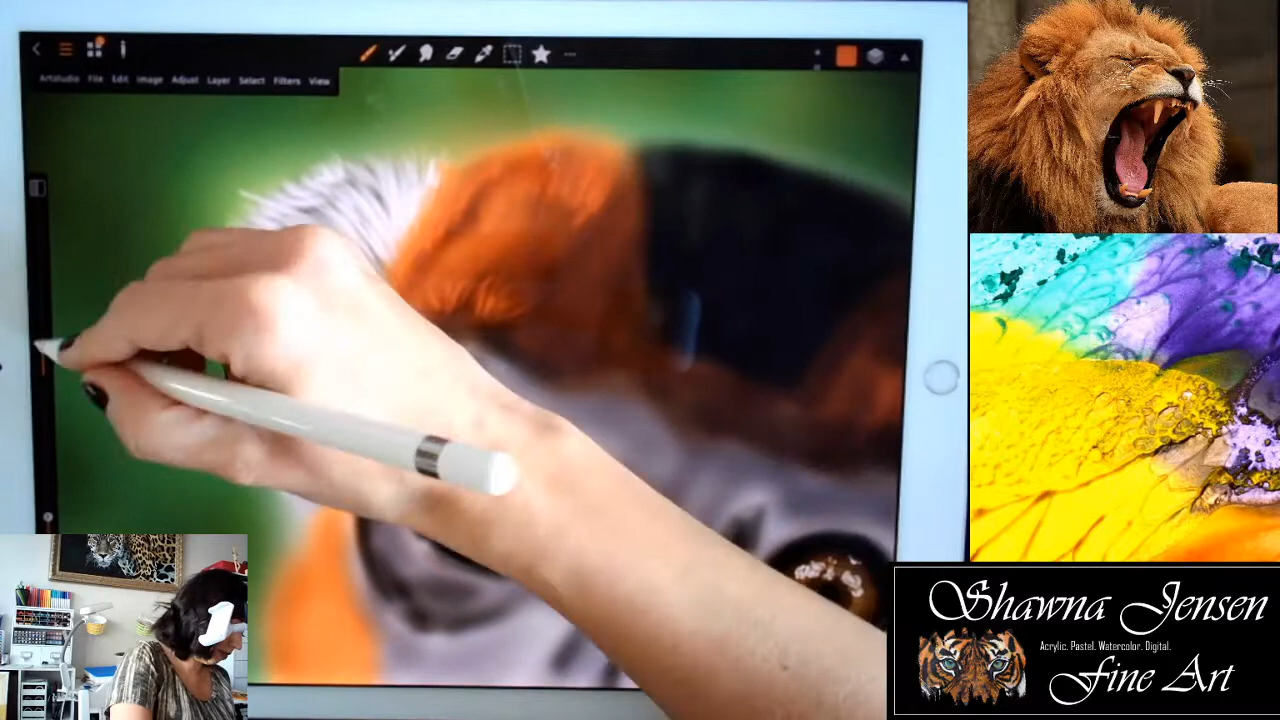 Artstudio File Edit Image Adjust Layer Select Filters View
Shawna Jensen
Acrylic. Pastel. Watercolor. Digital.
Fine Art